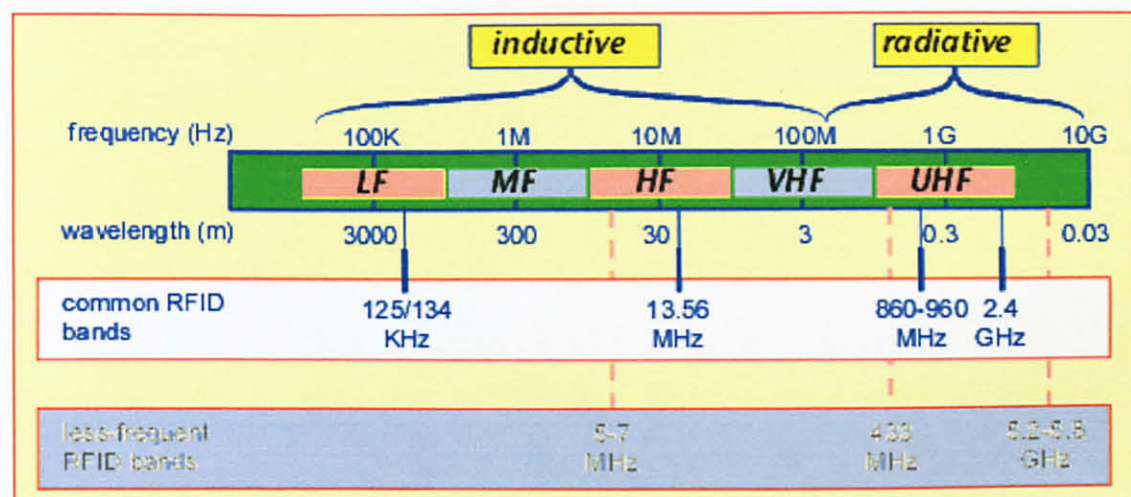 inductive radiative
frequency (Hz) 100K 1M 10M 100M 1G 10G
LF MF HF VHF UHF
wavelength (m) 3000 300 30 3 0.3 0.03
common RFID 125/134 13.56 860-960 2.4
bands KHz MHz MHz GHz
less-frequent 5-7 433 5.2-5.8
RFID bands MHz MHz GHz